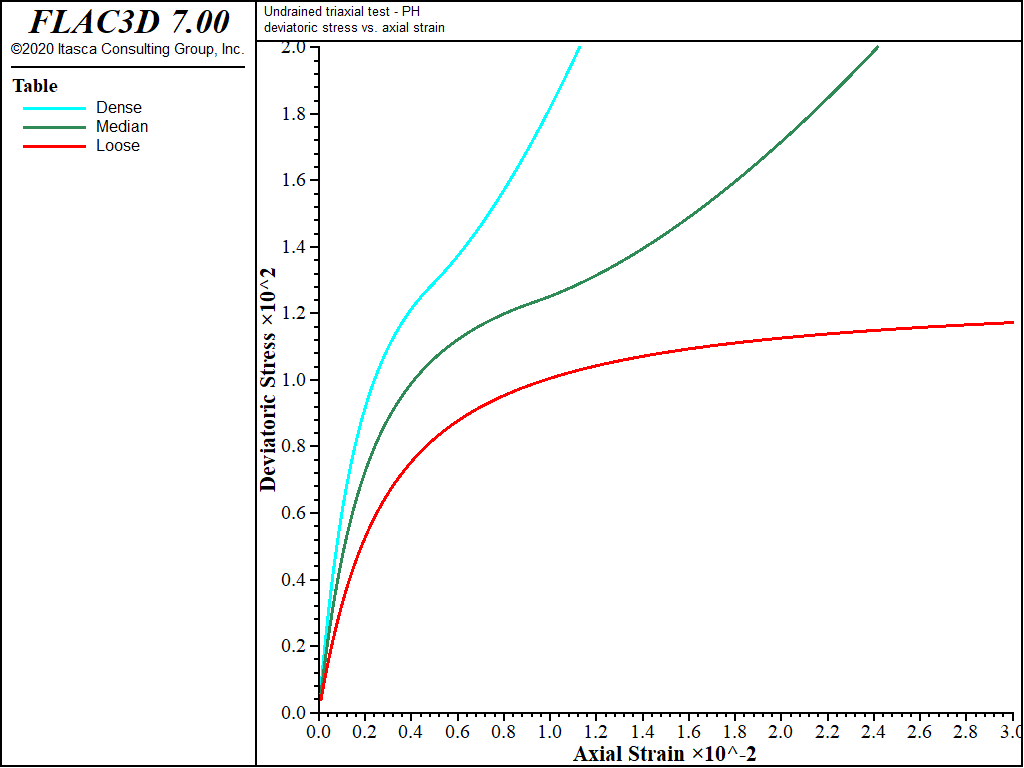 FLAC3D 7.00
©2020 Itasca Consulting Group, Inc.
Table
Dense
Median
Loose
Undrained triaxial test - PH
deviatoric stress vs. axial strain
2.0
1.8
1.6
1.4
1.2
1.0
0.8
0.6
0.4
0.2
0.0
Deviatoric Stress ×10^2
0.0 0.2 0.4 0.6 0.8 1.0 1.2 1.4 1.6 1.8 2.0 2.2 2.4 2.6 2.8 3.0
Axial Strain ×10^-2